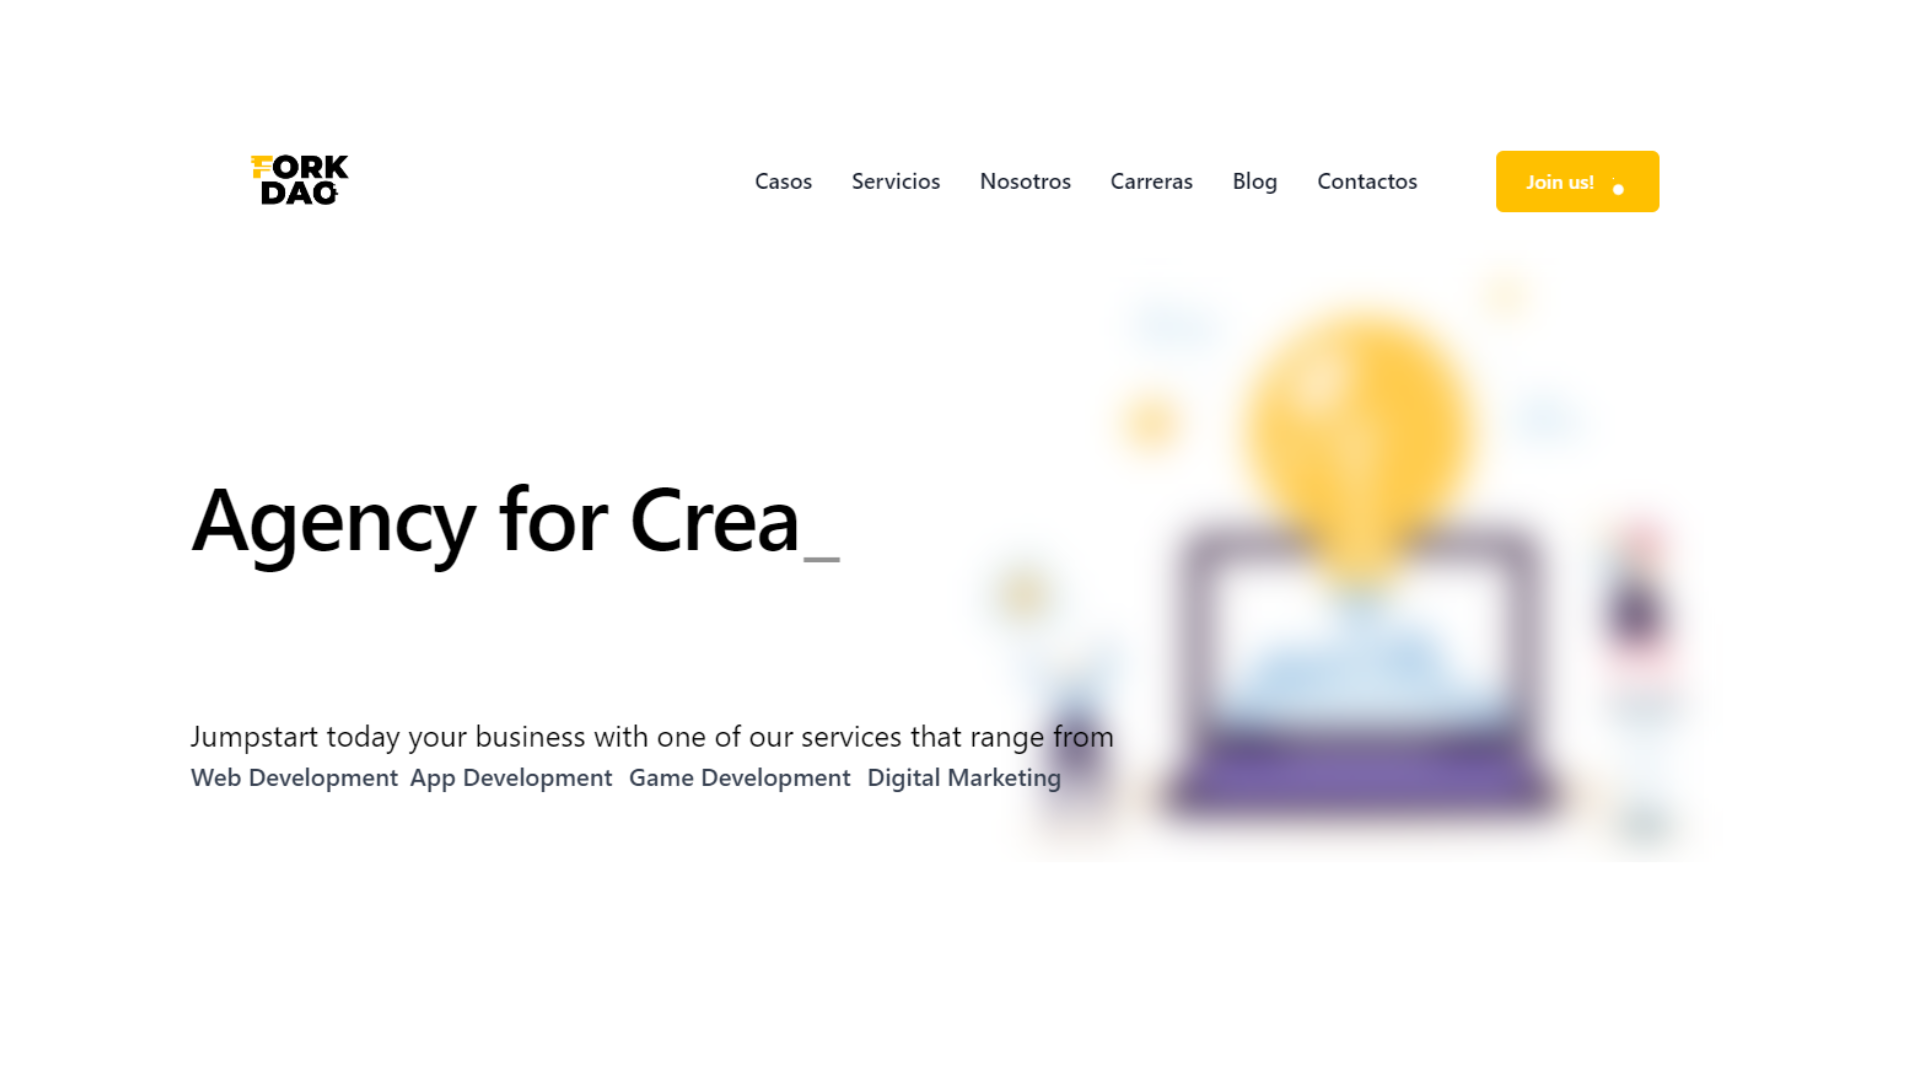 FORK
DAO
Casos Servicios Nosotros Carreras Blog Contactos
Join us!
Agency for Crea_
Jumpstart today your business with one of our services that range from
Web Development App Development Game Development Digital Marketing